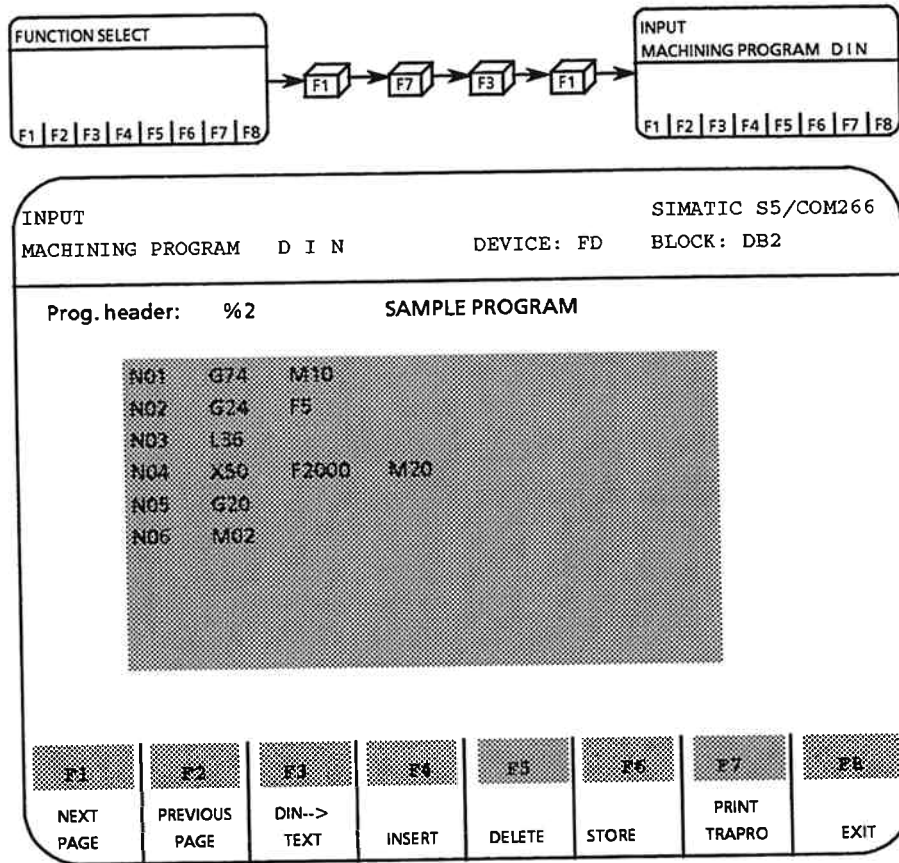 FUNCTION SELECT
F1 F2 F3 F4 F5 F6 F7 F8
F1 F7 F3 F1
INPUT
MACHINING PROGRAM D I N
F1 F2 F3 F4 F5 F6 F7 F8
INPUT SIMATIC S5/COM266
MACHINING PROGRAM D I N DEVICE: FD BLOCK: DB2
Prog. header: %2 SAMPLE PROGRAM
N01 G74 M10
N02 G24 F5
N03 L36
N04 X50 F2000 M20
N05 G20
N06 M02
F1 F2 F3 F4 F5 F6 F7 F8
NEXT PREVIOUS DIN--> PRINT
PAGE PAGE TEXT INSERT DELETE STORE TRAPRO EXIT